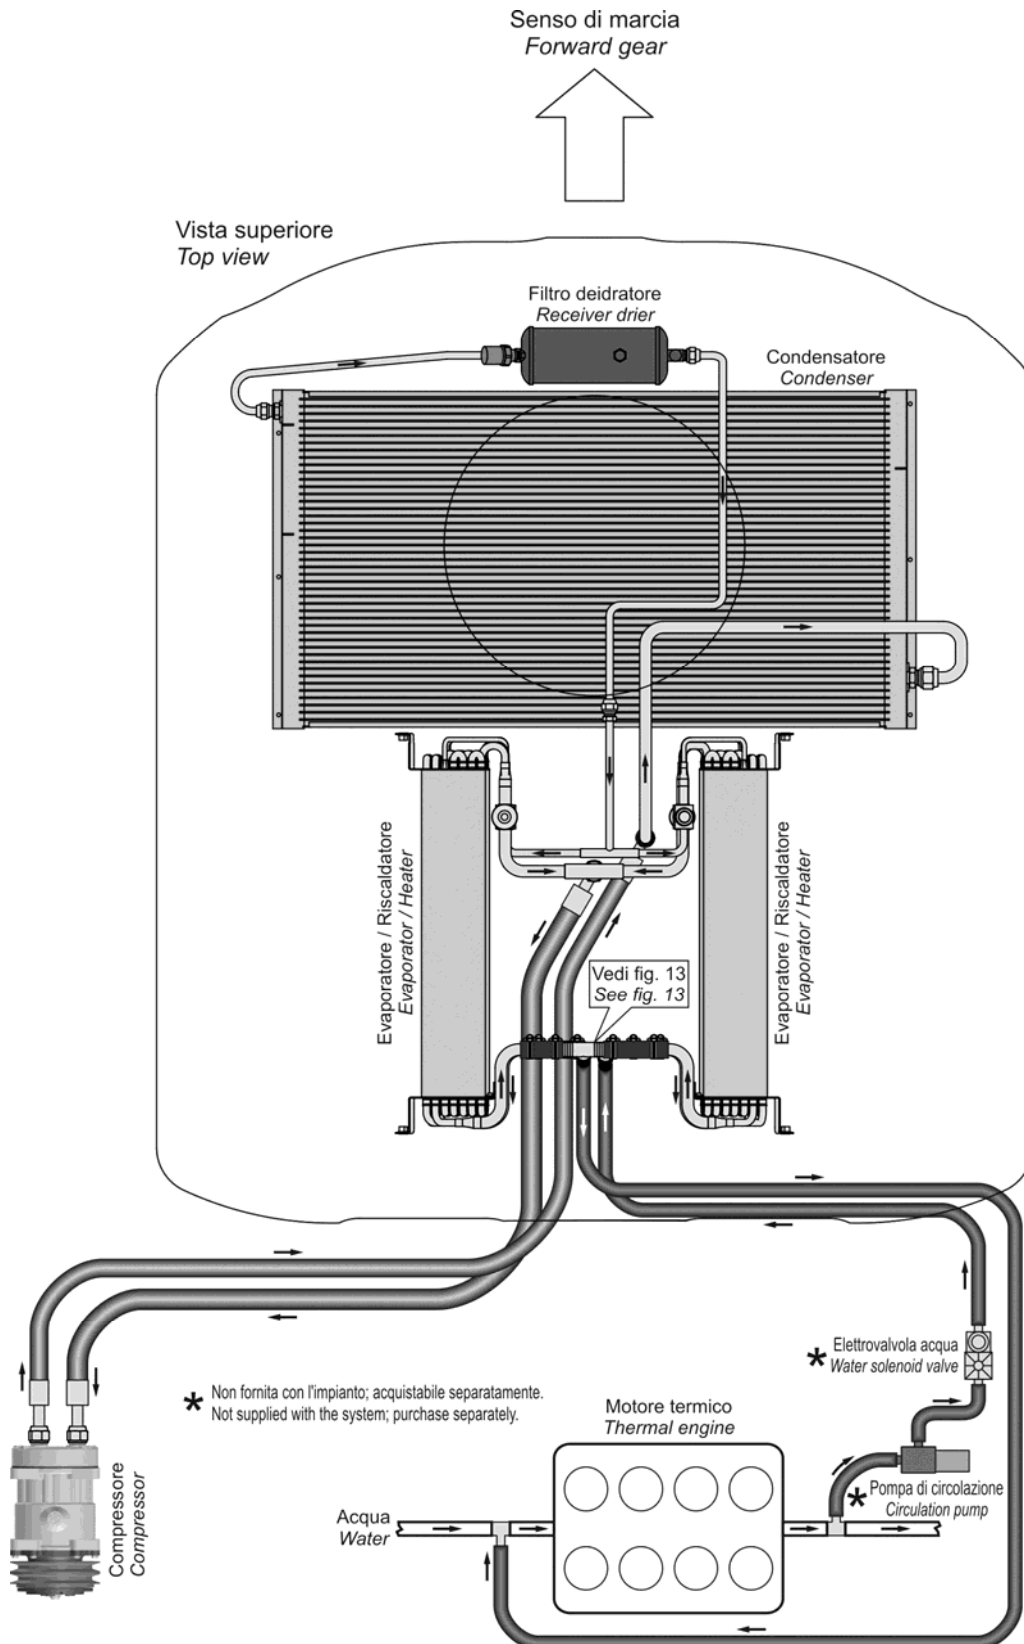 Senso di marcia
Forward gear
Vista superiore
Top view
Filtro deidratore
Receiver drier
Condensatore
Condenser
Evaporatore / Riscaldatore
Evaporator / Heater
Evaporatore / Riscaldatore
Evaporator / Heater
Vedi fig. 13
See fig. 13
* Elettrovalvola acqua
Water solenoid valve
* Non fornita con l'impianto; acquistabile separatamente.
Not supplied with the system; purchase separately.
Motore termico
Thermal engine
* Pompa di circolazione
Circulation pump
Acqua
Water
Compressore
Compressor